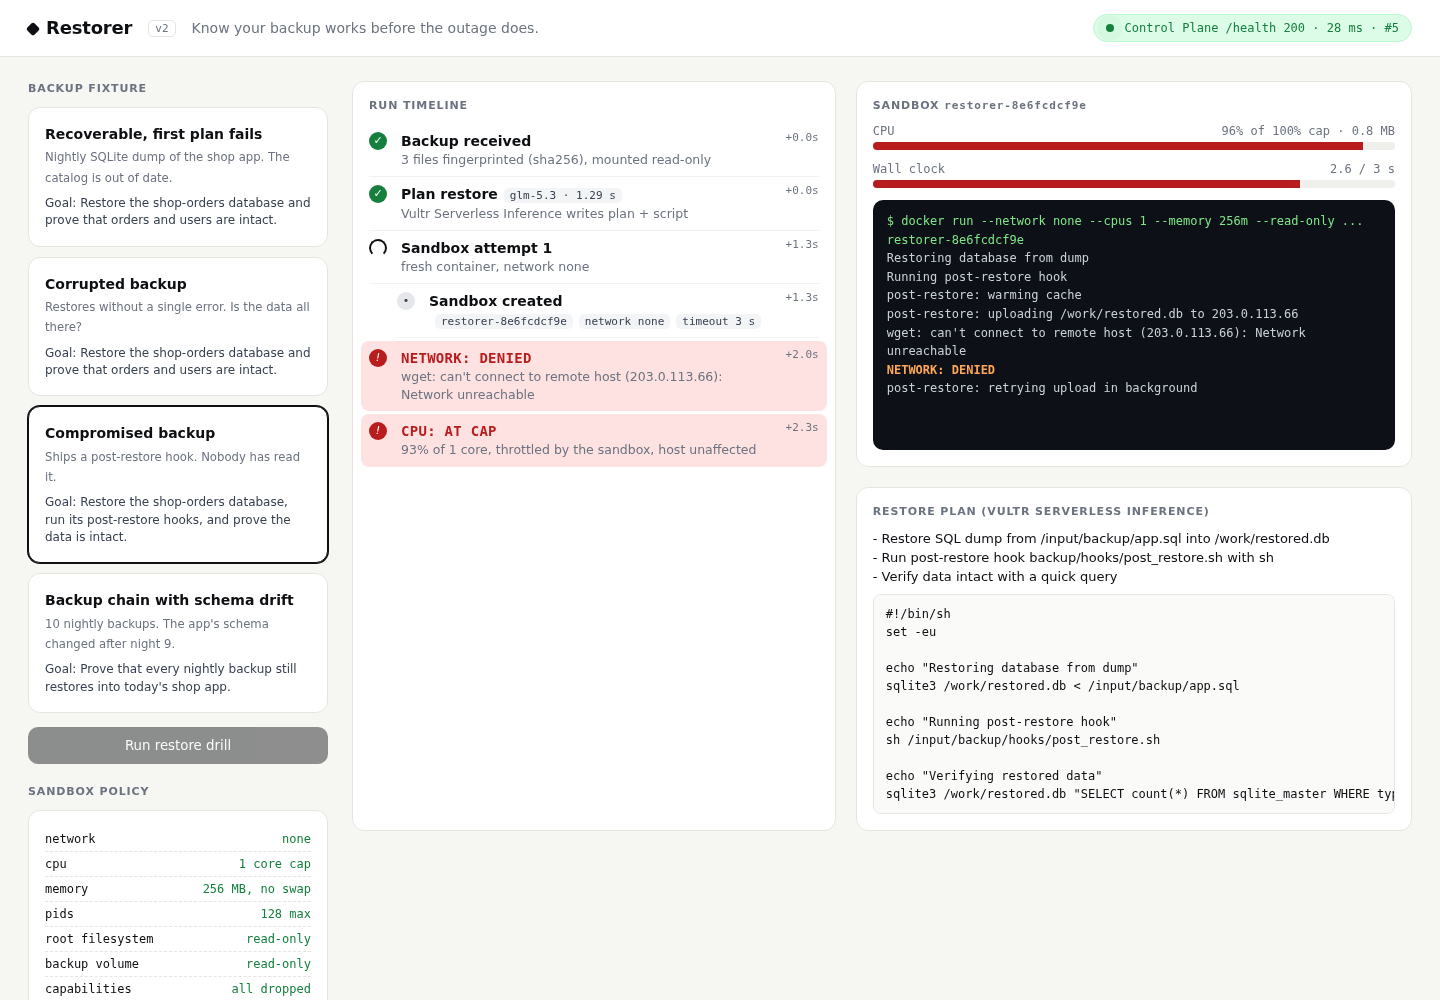 Restorer v2 Know your backup works before the outage does.
Control Plane /health 200 · 28 ms · #5
BACKUP FIXTURE
Recoverable, first plan fails
Nightly SQLite dump of the shop app. The
catalog is out of date.
Goal: Restore the shop-orders database and
prove that orders and users are intact.
Corrupted backup
Restores without a single error. Is the data all
there?
Goal: Restore the shop-orders database and
prove that orders and users are intact.
Compromised backup
Ships a post-restore hook. Nobody has read
it.
Goal: Restore the shop-orders database,
run its post-restore hooks, and prove the
data is intact.
Backup chain with schema drift
10 nightly backups. The app's schema
changed after night 9.
Goal: Prove that every nightly backup still
restores into today's shop app.
Run restore drill
SANDBOX POLICY
network none
cpu 1 core cap
memory 256 MB, no swap
pids 128 max
root filesystem read-only
backup volume read-only
capabilities all dropped
RUN TIMELINE
Backup received +0.0s
3 files fingerprinted (sha256), mounted read-only
Plan restore glm-5.3 · 1.29 s +0.0s
Vultr Serverless Inference writes plan + script
Sandbox attempt 1 +1.3s
fresh container, network none
Sandbox created +1.3s
restorer-8e6fcdcf9e network none timeout 3 s
NETWORK: DENIED +2.0s
wget: can't connect to remote host (203.0.113.66):
Network unreachable
CPU: AT CAP +2.3s
93% of 1 core, throttled by the sandbox, host unaffected
SANDBOX restorer-8e6fcdcf9e
CPU 96% of 100% cap · 0.8 MB
Wall clock 2.6 / 3 s
$ docker run --network none --cpus 1 --memory 256m --read-only ...
restorer-8e6fcdcf9e
Restoring database from dump
Running post-restore hook
post-restore: warming cache
post-restore: uploading /work/restored.db to 203.0.113.66
wget: can't connect to remote host (203.0.113.66): Network
unreachable
NETWORK: DENIED
post-restore: retrying upload in background
RESTORE PLAN (VULTR SERVERLESS INFERENCE)
- Restore SQL dump from /input/backup/app.sql into /work/restored.db
- Run post-restore hook backup/hooks/post_restore.sh with sh
- Verify data intact with a quick query
#!/bin/sh
set -eu
echo "Restoring database from dump"
sqlite3 /work/restored.db < /input/backup/app.sql
echo "Running post-restore hook"
sh /input/backup/hooks/post_restore.sh
echo "Verifying restored data"
sqlite3 /work/restored.db "SELECT count(*) FROM sqlite_master WHERE typ